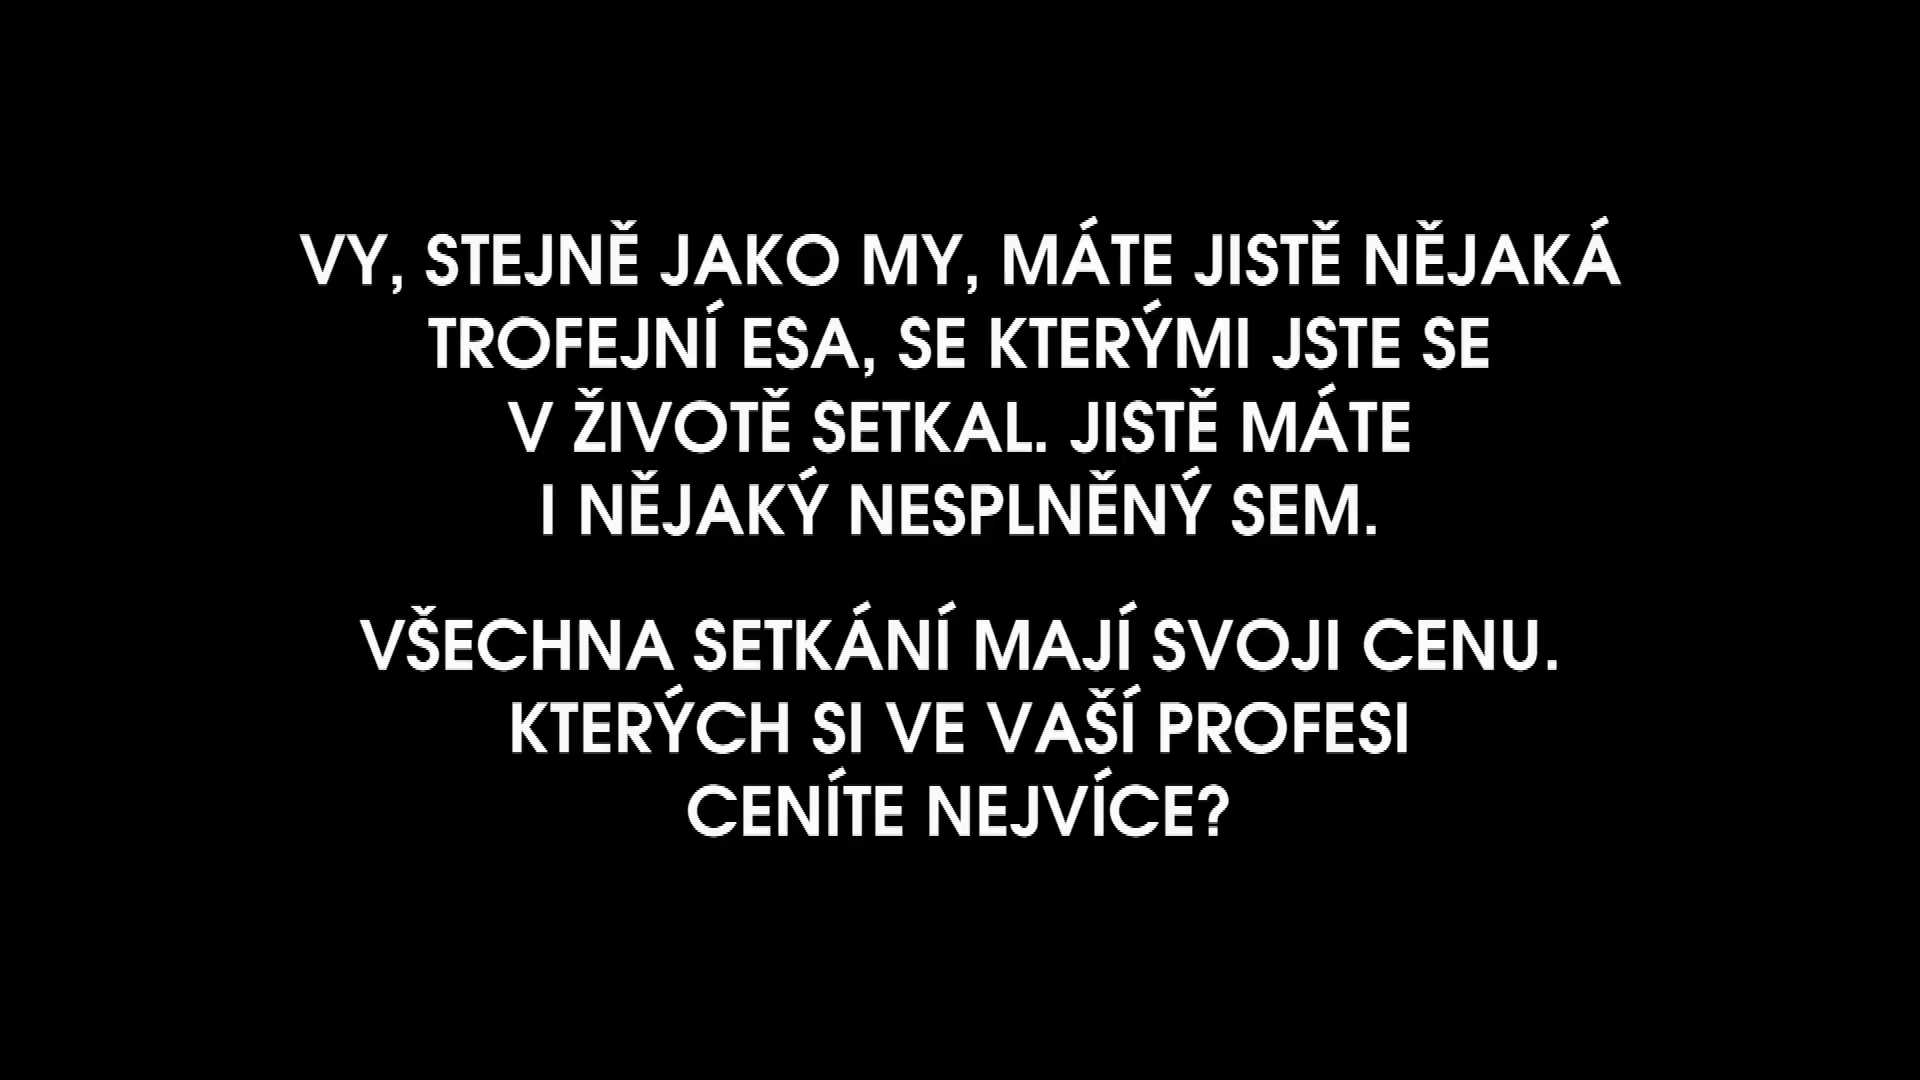 VY, STEJNĚ JAKO MY, MÁTE JISTĚ NĚJAKÁ
TROFEJNÍ ESA, SE KTERÝMI JSTE SE
V ŽIVOTĚ SETKAL. JISTĚ MÁTE
I NĚJAKÝ NESPLNĚNÝ SEM.
VŠECHNA SETKÁNÍ MAJÍ SVOJI CENU.
KTERÝCH SI VE VAŠÍ PROFESI
CENÍTE NEJVÍCE?